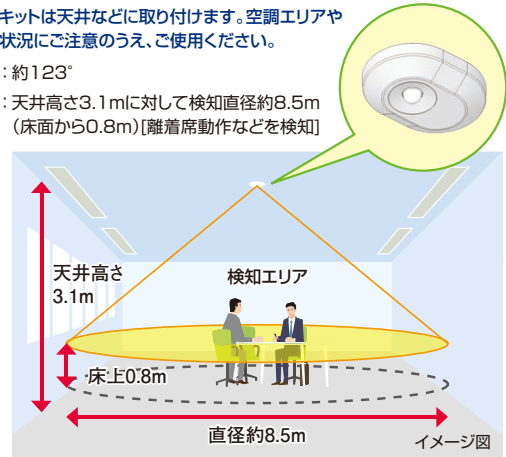 キットは天井などに取り付けます。空調エリアや
状況にご注意のうえ、ご使用ください。
：約123°
：天井高さ3.1mに対して検知直径約8.5m
（床面から0.8m）[離着席動作などを検知]
天井高さ
3.1m
検知エリア
床上0.8m
直径約8.5m
イメージ図